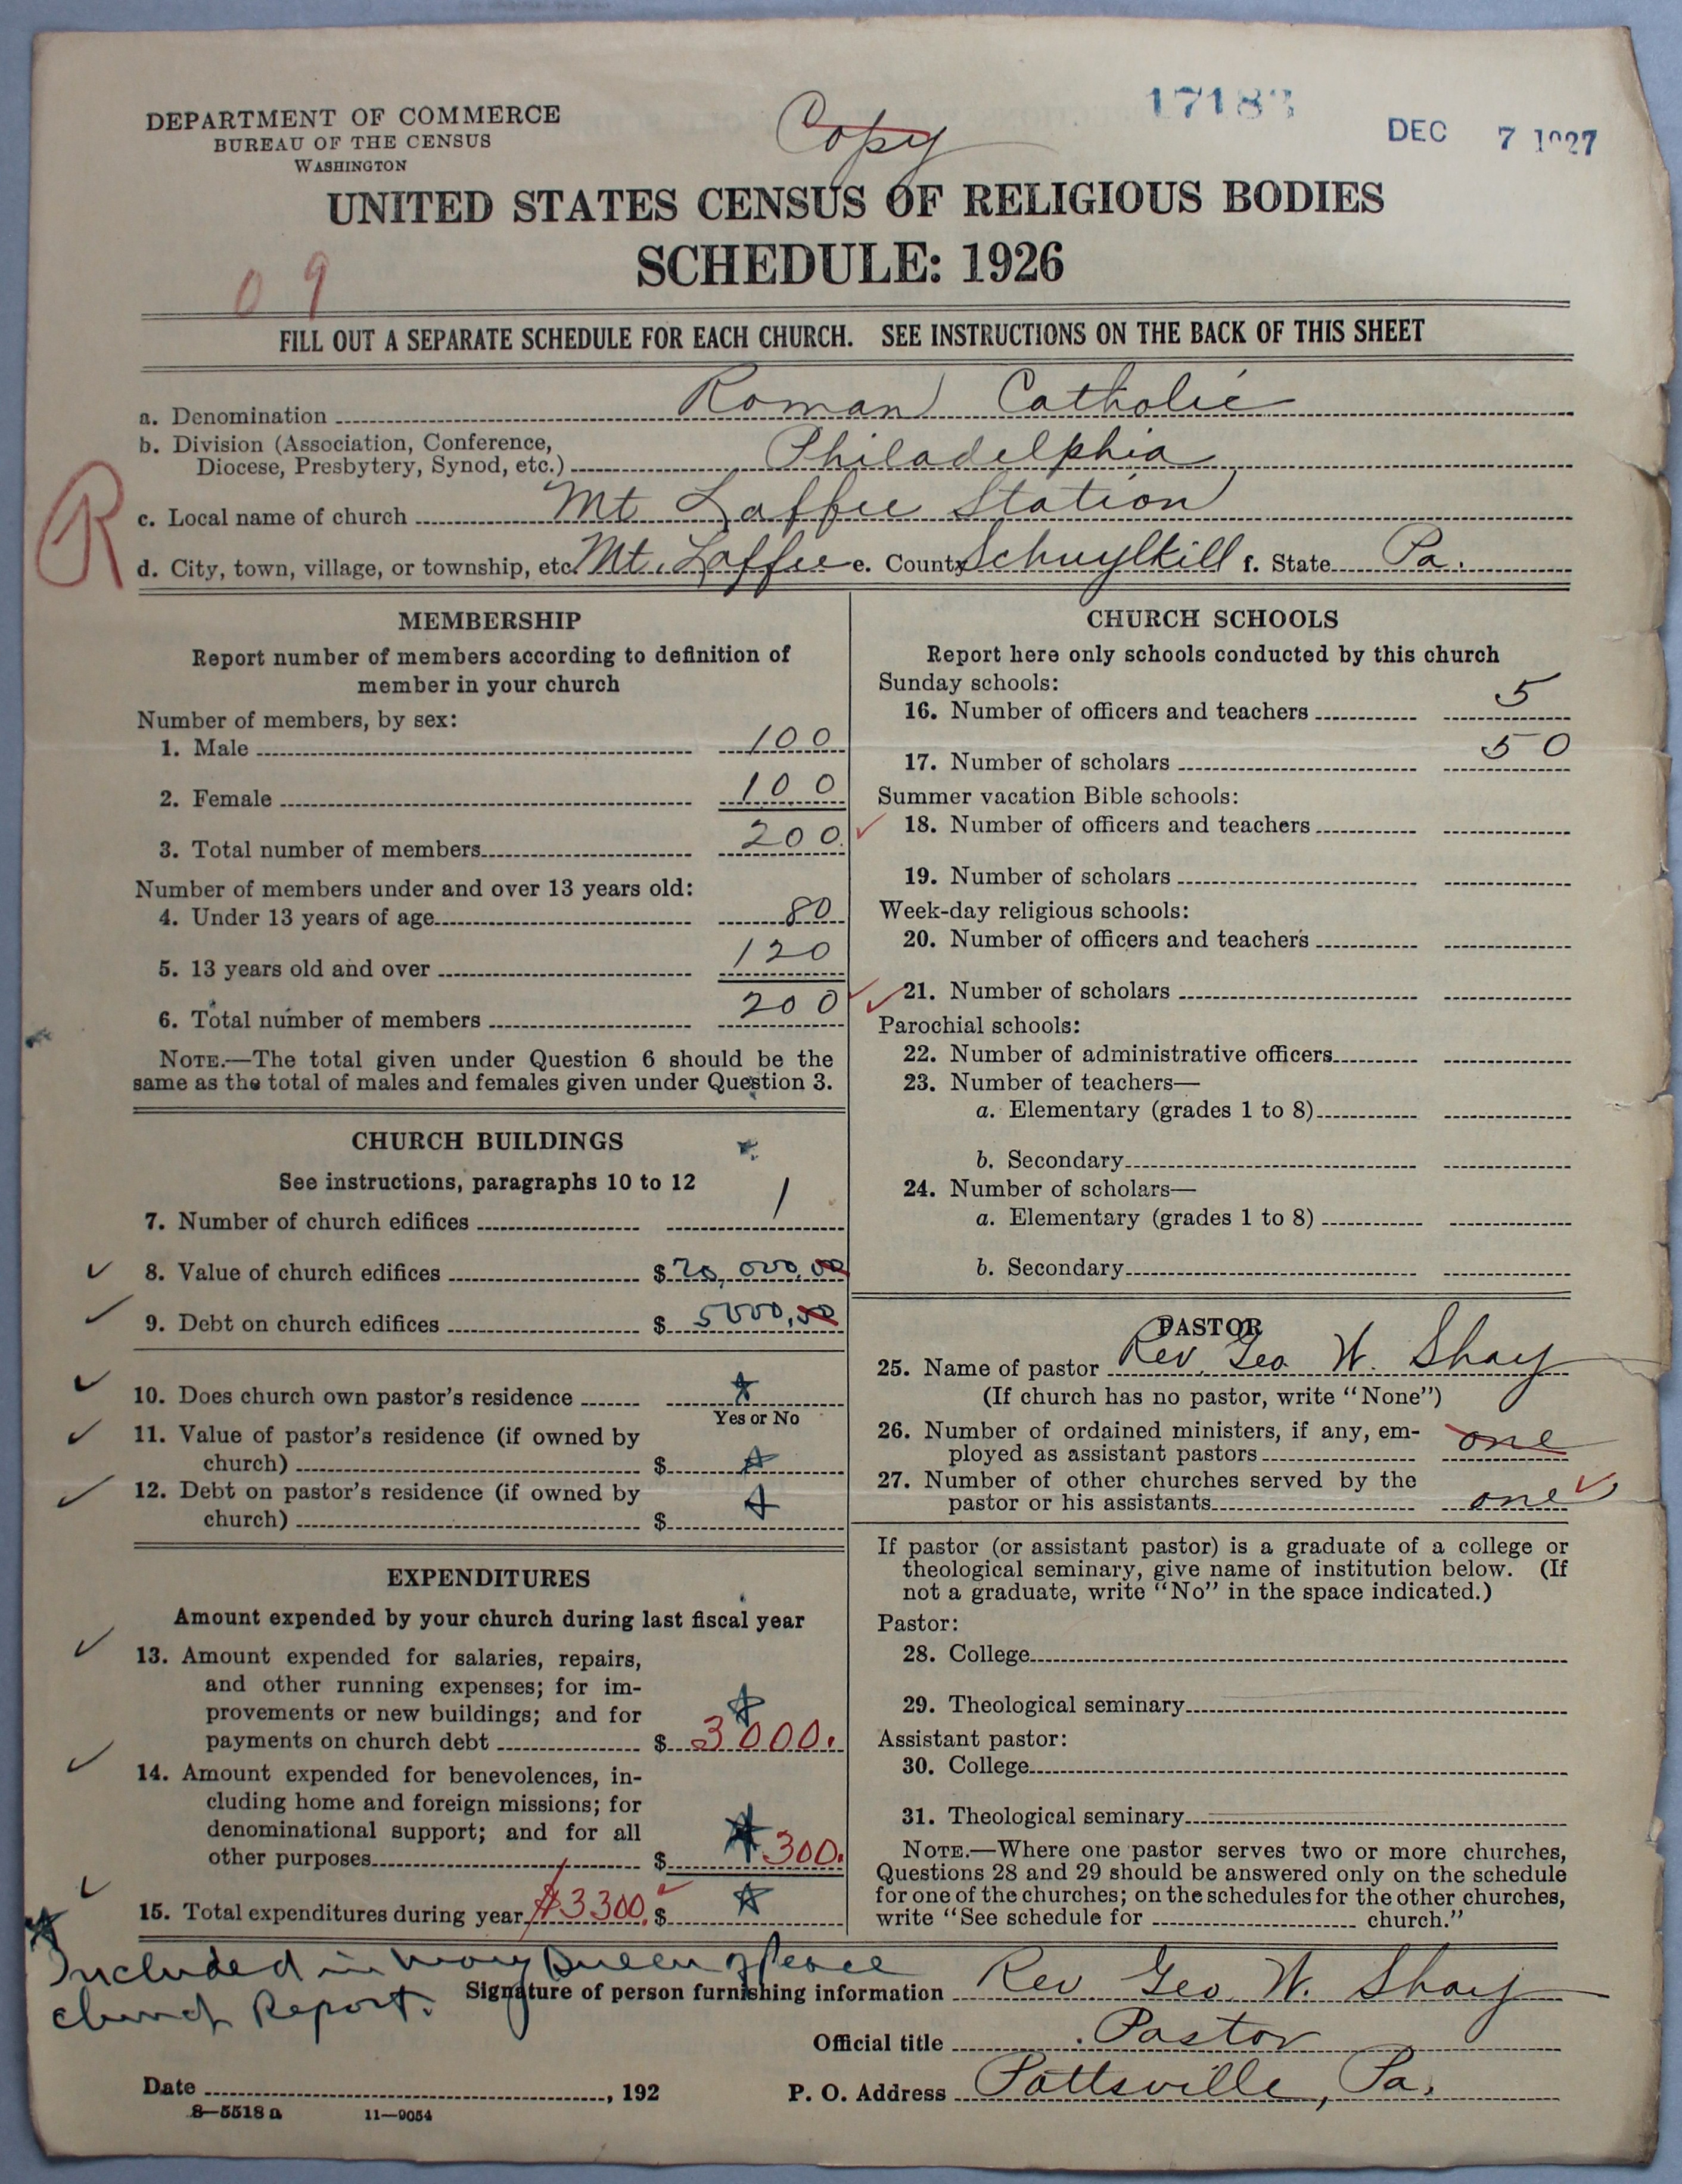 DEPARTMENT OF COMMERCE
BUREAU OF THE CENSUS
WASHINGTON
Copy
DEC 7 1927
UNITED STATES CENSUS OF RELIGIOUS BODIES
SCHEDULE: 1926
09
FILL OUT A SEPARATE SCHEDULE FOR EACH CHURCH. SEE INSTRUCTIONS ON THE BACK OF THIS SHEET
a. Denomination Roman Catholic
b. Division (Association, Conference,
Diocese, Presbytery, Synod, etc.) Philadelphia
R
c. Local name of church Mt Laffee Station
d. City, town, village, or township, etc. Mt. Laffee e. County Schuylkill f. State Pa.
MEMBERSHIP
Report number of members according to definition of
member in your church
Number of members, by sex:
1. Male 100
2. Female 100
3. Total number of members 200
Number of members under and over 13 years old:
4. Under 13 years of age 80
5. 13 years old and over 120
6. Total number of members 200
NOTE.—The total given under Question 6 should be the
same as the total of males and females given under Question 3.
CHURCH BUILDINGS
See instructions, paragraphs 10 to 12
7. Number of church edifices 1
8. Value of church edifices $20,000.00
9. Debt on church edifices $5000.00
10. Does church own pastor's residence
Yes or No
11. Value of pastor's residence (if owned by
church) $
12. Debt on pastor's residence (if owned by
church) $
EXPENDITURES
Amount expended by your church during last fiscal year
13. Amount expended for salaries, repairs,
and other running expenses; for im-
provements or new buildings; and for
payments on church debt $ 3000.
14. Amount expended for benevolences, in-
cluding home and foreign missions; for
denominational support; and for all
other purposes $ 300.
15. Total expenditures during year $3300. $
CHURCH SCHOOLS
Report here only schools conducted by this church
Sunday schools:
16. Number of officers and teachers 5
17. Number of scholars 50
Summer vacation Bible schools:
18. Number of officers and teachers
19. Number of scholars
Week-day religious schools:
20. Number of officers and teachers
21. Number of scholars
Parochial schools:
22. Number of administrative officers
23. Number of teachers—
a. Elementary (grades 1 to 8)
b. Secondary
24. Number of scholars—
a. Elementary (grades 1 to 8)
b. Secondary
PASTOR
25. Name of pastor Rev. Geo. W. Shay
(If church has no pastor, write "None")
26. Number of ordained ministers, if any, em-
ployed as assistant pastors one
27. Number of other churches served by the
pastor or his assistants one
If pastor (or assistant pastor) is a graduate of a college or
theological seminary, give name of institution below. (If
not a graduate, write "No" in the space indicated.)
Pastor:
28. College
29. Theological seminary
Assistant pastor:
30. College
31. Theological seminary
NOTE.—Where one pastor serves two or more churches,
Questions 28 and 29 should be answered only on the schedule
for one of the churches; on the schedules for the other churches,
write "See schedule for church."
Included in Mary Queen of Peace
church Report.
Signature of person furnishing information Rev Geo. W. Shay
Official title Pastor
Date , 192
P. O. Address Pottsville, Pa.
8—5518 a 11—9054